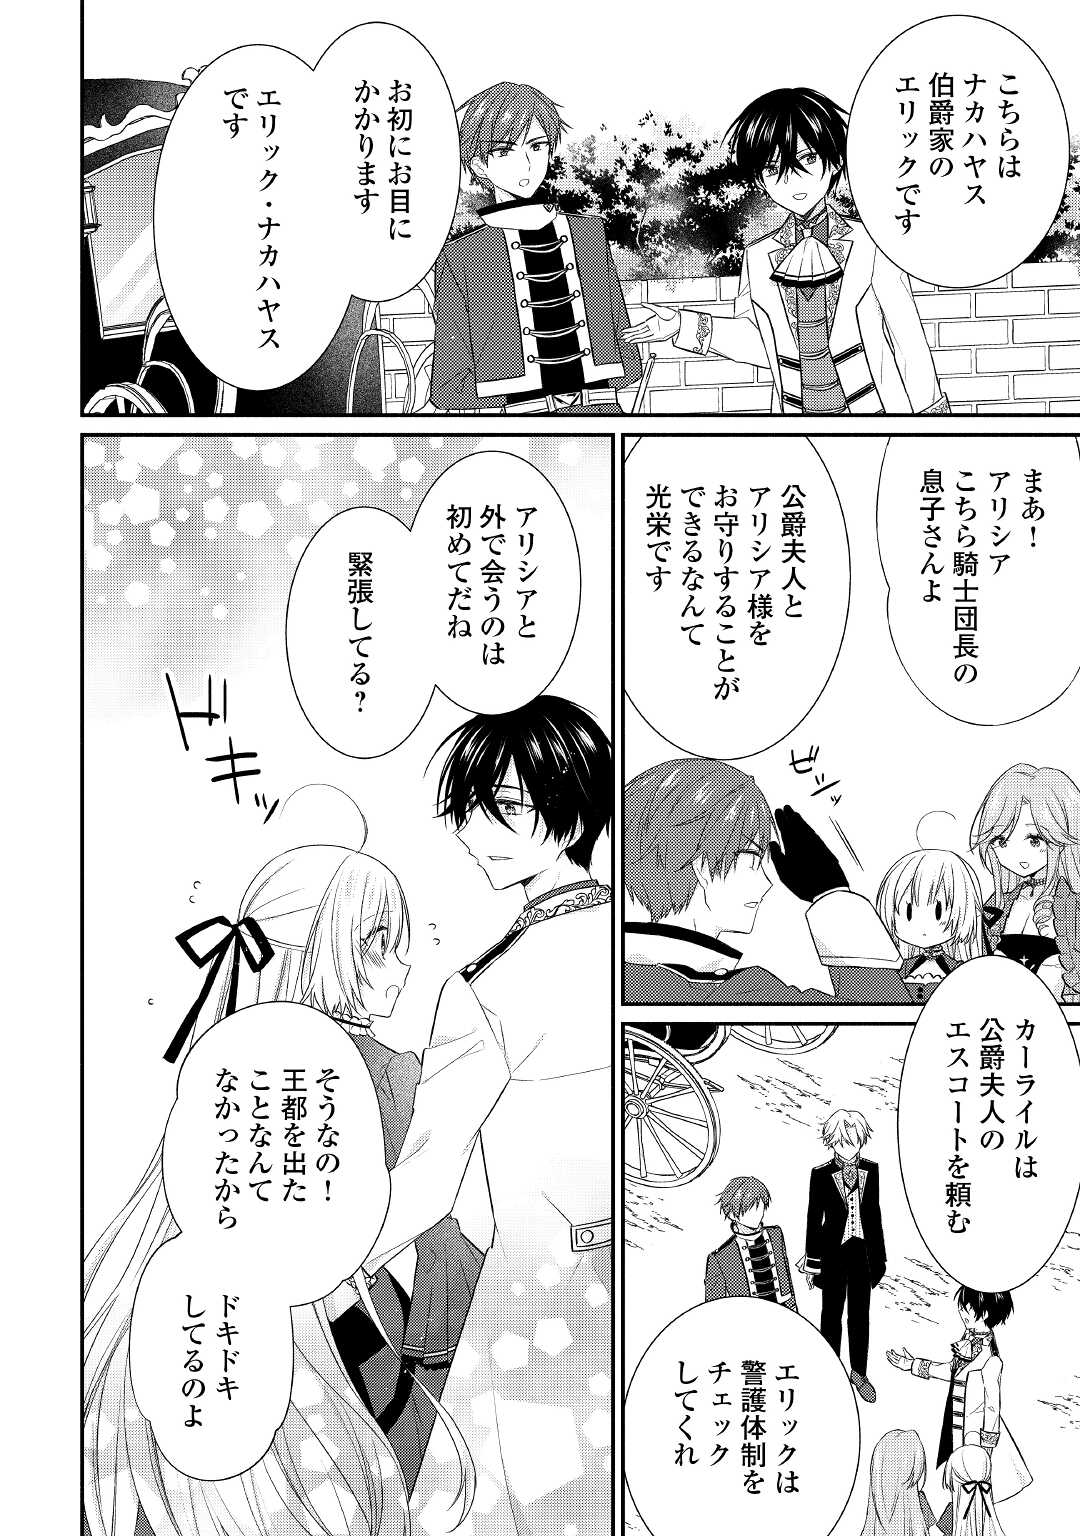 こちらは
ナカハヤス
伯爵家の
エリックです
お初にお目に
かかります
エリック・ナカハヤス
です
まあ！
アリシア
こちら騎士団長の
息子さんよ
公爵夫人と
アリシア様を
お守りすることが
できるなんて
光栄です
カーライルは
公爵夫人の
エスコートを頼む
エリックは
警護体制を
チェック
してくれ
アリシアと
外で会うのは
初めてだね
緊張してる？
ドキッ
そうなの！
王都を出た
ことなんて
なかったから
ドキドキ
してるのよ